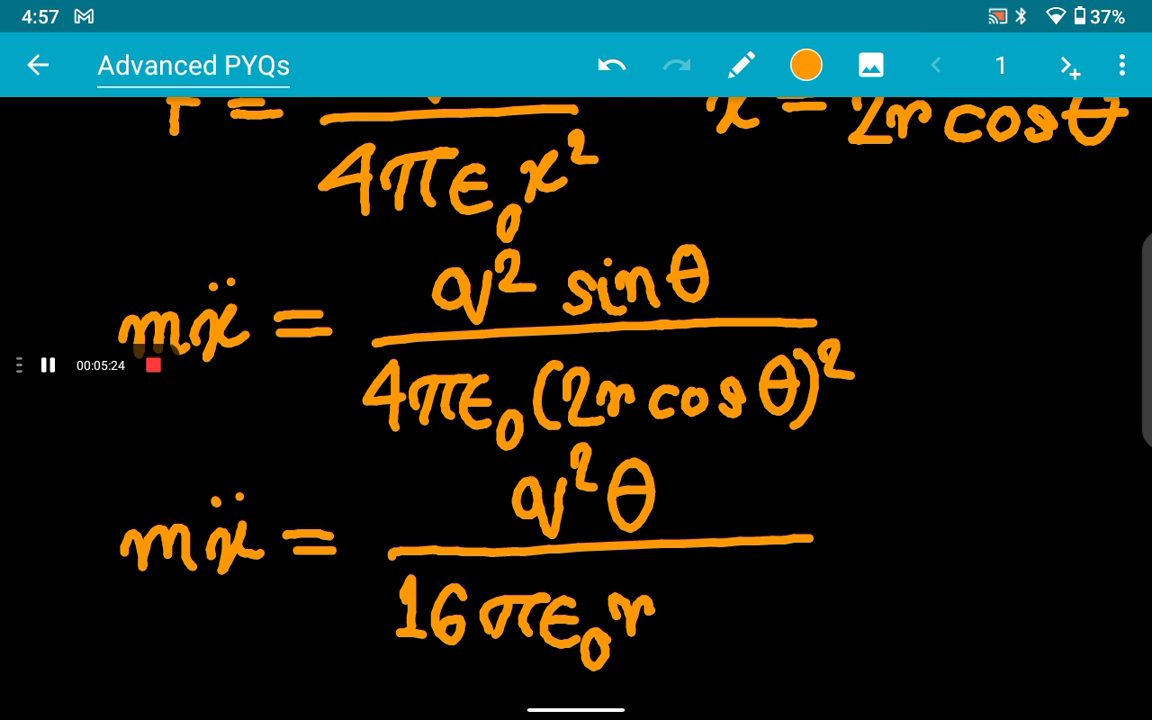 4:57 37%
Advanced PYQs 1
F = ――― x = 2r cosθ
4πϵ₀x²
mẍ = q² sinθ / 4πϵ₀(2r cosθ)²
00:05:24
mẍ = q²θ / 16πϵ₀r